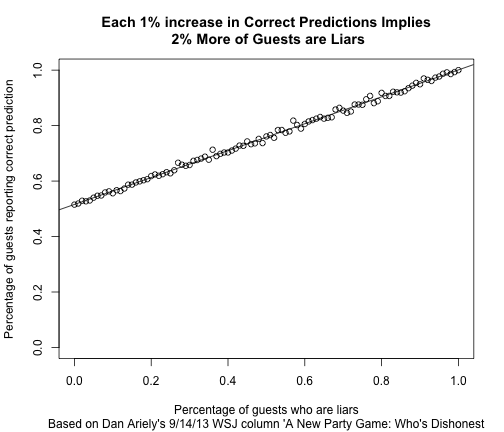 Each 1% increase in Correct Predictions Implies
2% More of Guests are Liars
Percentage of guests reporting correct prediction
1.0
0.8
0.6
0.4
0.2
0.0
0.0 0.2 0.4 0.6 0.8 1.0
Percentage of guests who are liars
Based on Dan Ariely's 9/14/13 WSJ column 'A New Party Game: Who's Dishonest